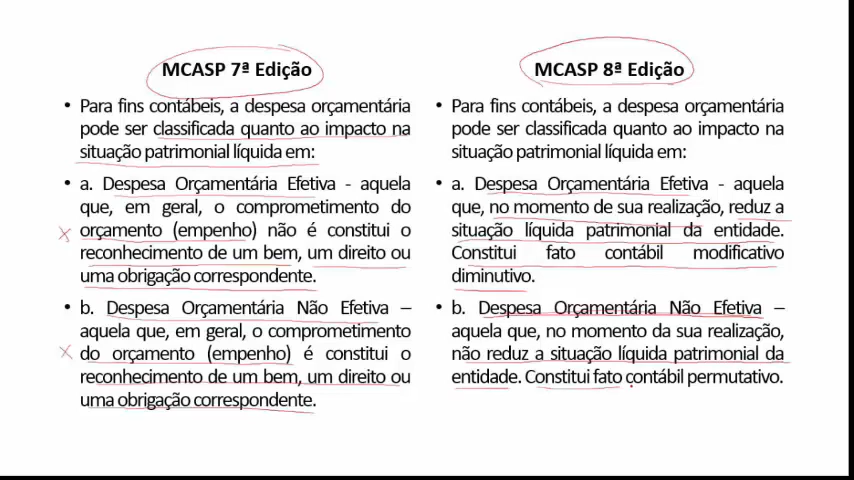 MCASP 7ª Edição
• Para fins contábeis, a despesa orçamentária
pode ser classificada quanto ao impacto na
situação patrimonial líquida em:
• a. Despesa Orçamentária Efetiva - aquela
que, em geral, o comprometimento do
orçamento (empenho) não é constitui o
reconhecimento de um bem, um direito ou
uma obrigação correspondente.
• b. Despesa Orçamentária Não Efetiva –
aquela que, em geral, o comprometimento
do orçamento (empenho) é constitui o
reconhecimento de um bem, um direito ou
uma obrigação correspondente.
MCASP 8ª Edição
• Para fins contábeis, a despesa orçamentária
pode ser classificada quanto ao impacto na
situação patrimonial líquida em:
• a. Despesa Orçamentária Efetiva - aquela
que, no momento de sua realização, reduz a
situação líquida patrimonial da entidade.
Constitui fato contábil modificativo
diminutivo.
• b. Despesa Orçamentária Não Efetiva –
aquela que, no momento da sua realização,
não reduz a situação líquida patrimonial da
entidade. Constitui fato contábil permutativo.